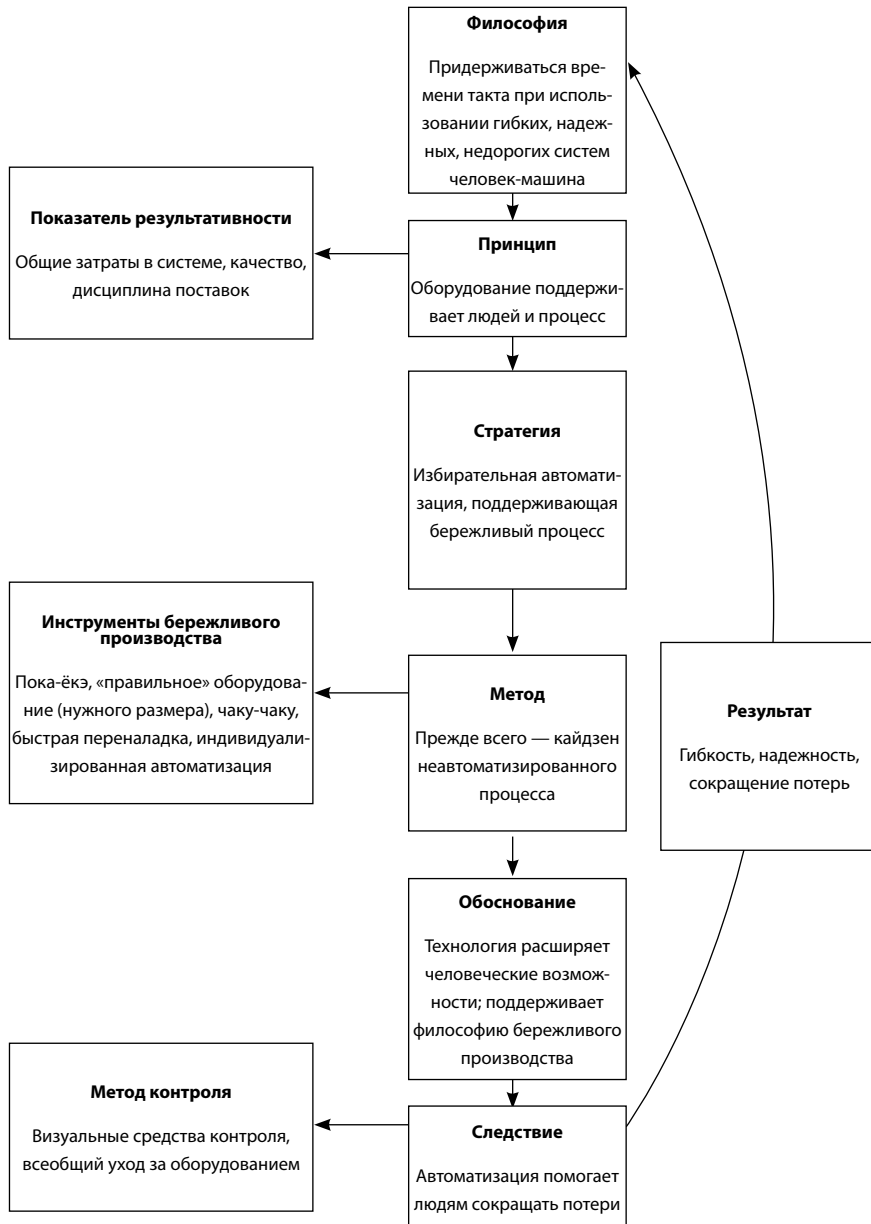 Философия
Придерживаться вре-
мени такта при исполь-
зовании гибких, надеж-
ных, недорогих систем
человек-машина
Показатель результативности
Общие затраты в системе, качество,
дисциплина поставок
Принцип
Оборудование поддержи-
вает людей и процесс
Стратегия
Избирательная автомати-
зация, поддерживающая
бережливый процесс
Инструменты бережливого
производства
Пока-ёкэ, «правильное» оборудова-
ние (нужного размера), чаку-чаку,
быстрая переналадка, индивидуали-
зированная автоматизация
Метод
Прежде всего — кайдзен
неавтоматизированного
процесса
Результат
Гибкость, надежность,
сокращение потерь
Обоснование
Технология расширяет
человеческие возмож-
ности; поддерживает
философию бережливого
производства
Метод контроля
Визуальные средства контроля,
всеобщий уход за оборудованием
Следствие
Автоматизация помогает
людям сокращать потери